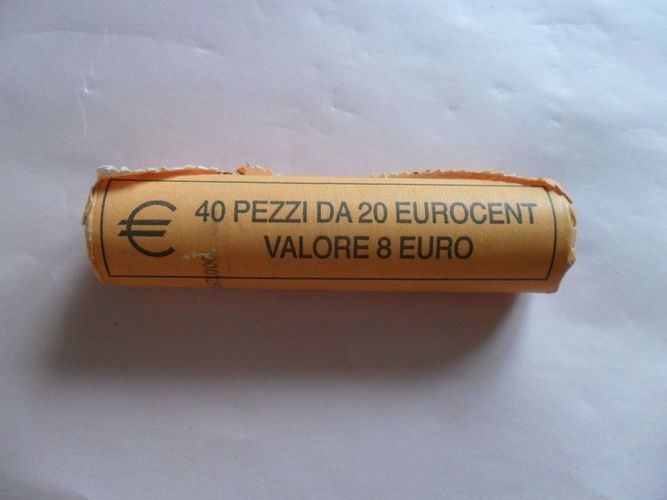 € 40 PEZZI DA 20 EUROCENT
VALORE 8 EURO